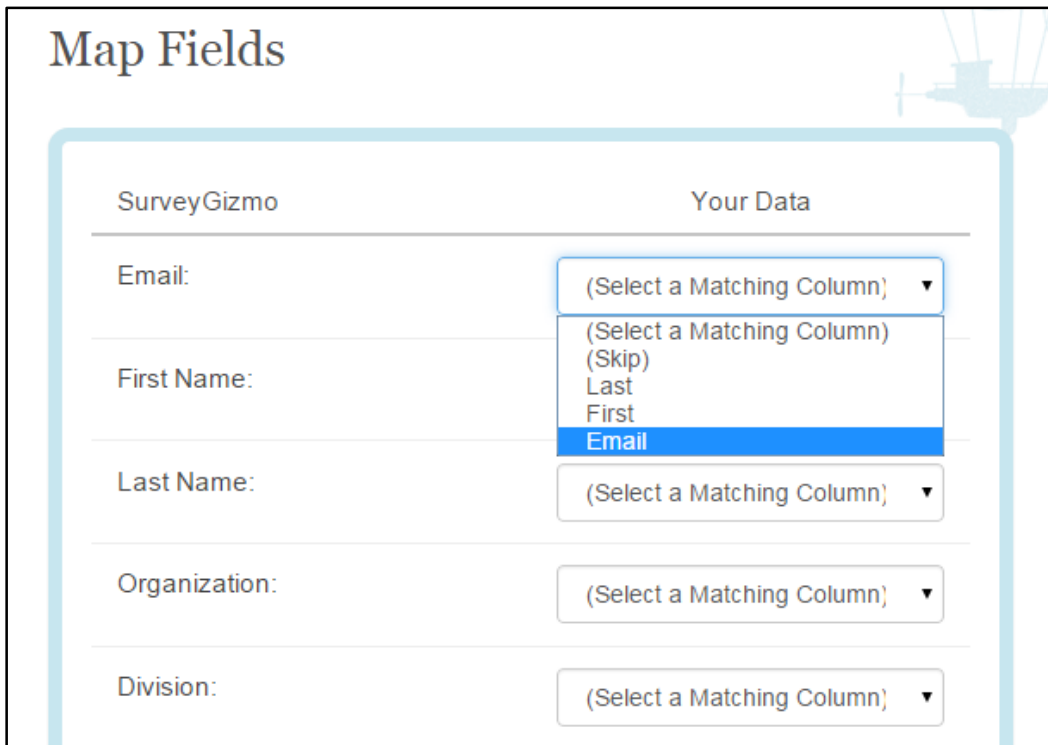 Map Fields
SurveyGizmo Your Data
Email: (Select a Matching Column)
(Select a Matching Column)
(Skip)
First Name:
Last
First
Email
Last Name: (Select a Matching Column)
Organization: (Select a Matching Column)
Division: (Select a Matching Column)